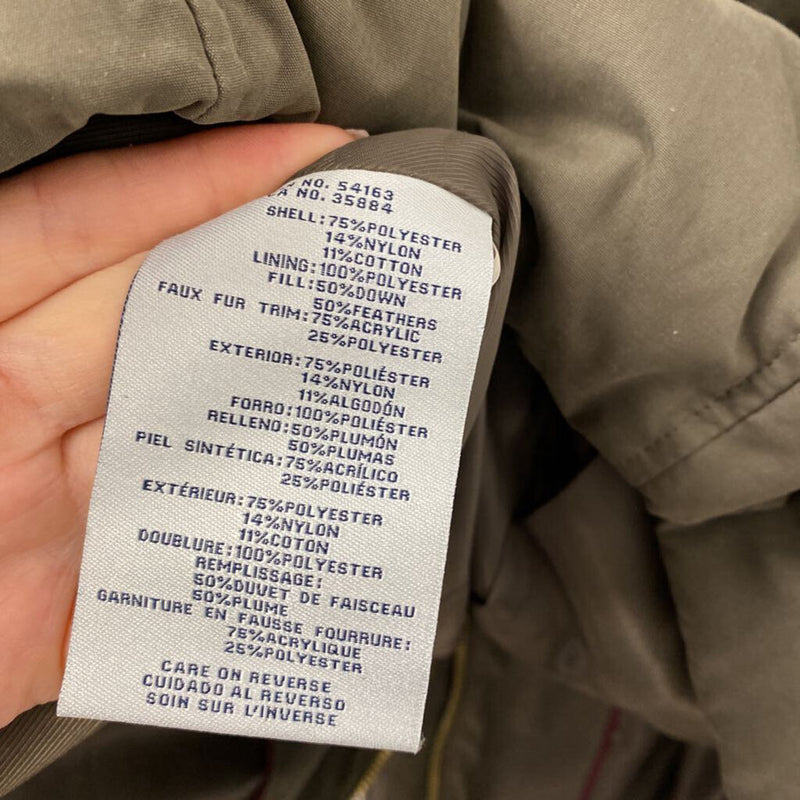 NO. 54163
A NO. 35884
SHELL:75%POLYESTER
14%NYLON
11%COTTON
LINING:100%POLYESTER
FILL:50%DOWN
50%FEATHERS
FAUX FUR TRIM:75%ACRYLIC
25%POLYESTER
EXTERIOR:75%POLIÉSTER
14%NYLON
11%ALGODÓN
FORRO:100%POLIÉSTER
RELLENO:50%PLUMÓN
50%PLUMAS
PIEL SINTÉTICA:75%ACRÍLICO
25%POLIÉSTER
EXTÉRIEUR:75%POLYESTER
14%NYLON
11%COTON
DOUBLURE:100%POLYESTER
REMPLISSAGE:
50%DUVET DE FAISCEAU
50%PLUME
GARNITURE EN FAUSSE FOURRURE:
75%ACRYLIQUE
25%POLYESTER
CARE ON REVERSE
CUIDADO AL REVERSO
SOIN SUR L'INVERSE